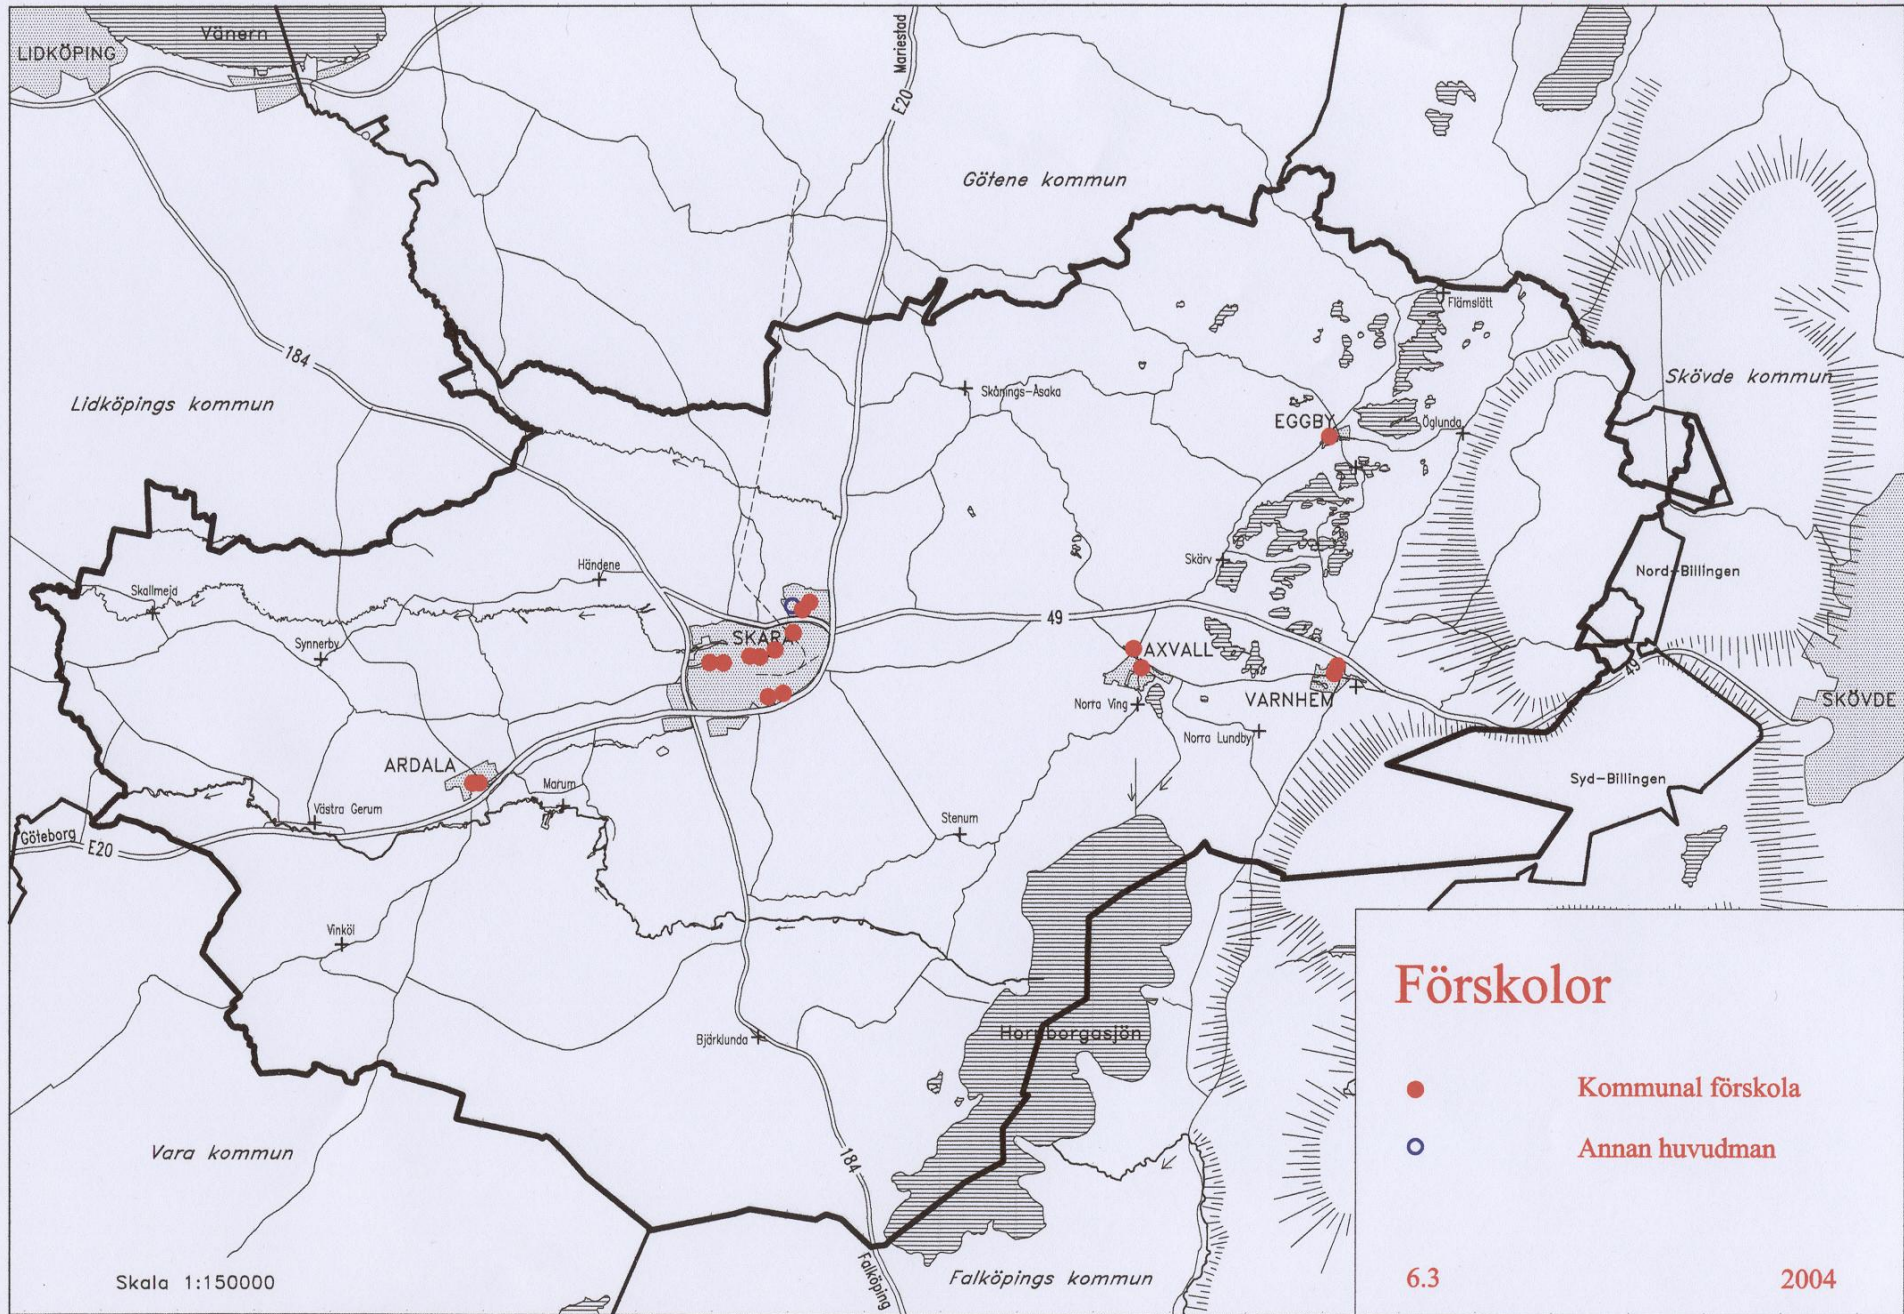 Vänern
LIDKÖPING
E20
Mariestad
Götene kommun
184
Lidköpings kommun
Flämslätt
Skånings-Åsaka
Skövde kommun
EGGBY
Öglunda
Skärv
Händene
Nord-Billingen
Skallmeja
49
SKARA
Synnerby
AXVALL
49
VARNHEM
Norra Ving
Norra Lundby
SKÖVDE
ARDALA
Marum
Syd-Billingen
Västra Gerum
Göteborg
E20
Stenum
Vinköl
Björklunda
Hornborgasjön
Förskolor
Kommunal förskola
Annan huvudman
Vara kommun
184
Falköping
Falköpings kommun
Skala 1:150000
6.3
2004